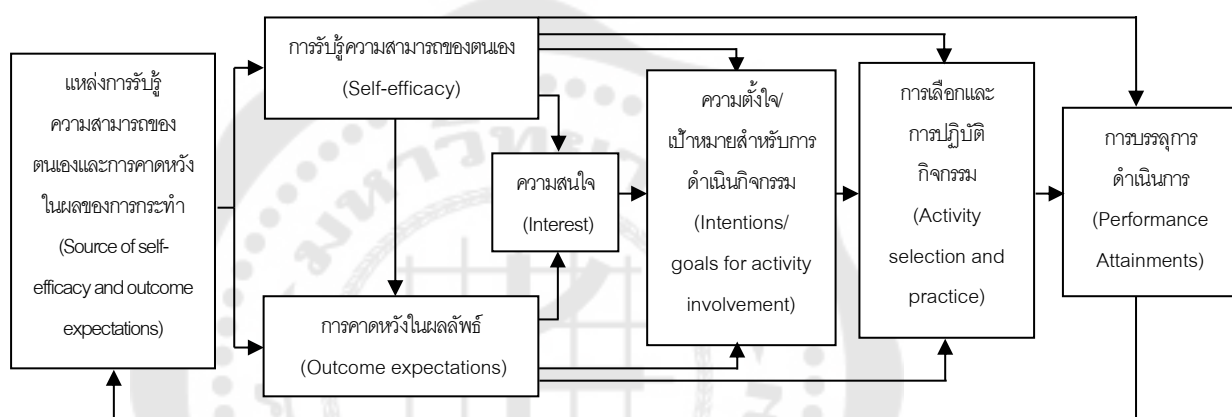 แหล่งการรับรู้
ความสามารถของ
ตนเองและการคาดหวัง
ในผลของการกระทำ
(Source of self-
efficacy and outcome
expectations)
การรับรู้ความสามารถของตนเอง
(Self-efficacy)
การคาดหวังในผลลัพธ์
(Outcome expectations)
ความสนใจ
(Interest)
ความตั้งใจ/
เป้าหมายสำหรับการ
ดำเนินกิจกรรม
(Intentions/
goals for activity
involvement)
การเลือกและ
การปฏิบัติ
กิจกรรม
(Activity
selection and
practice)
การบรรลุการ
ดำเนินการ
(Performance
Attainments)